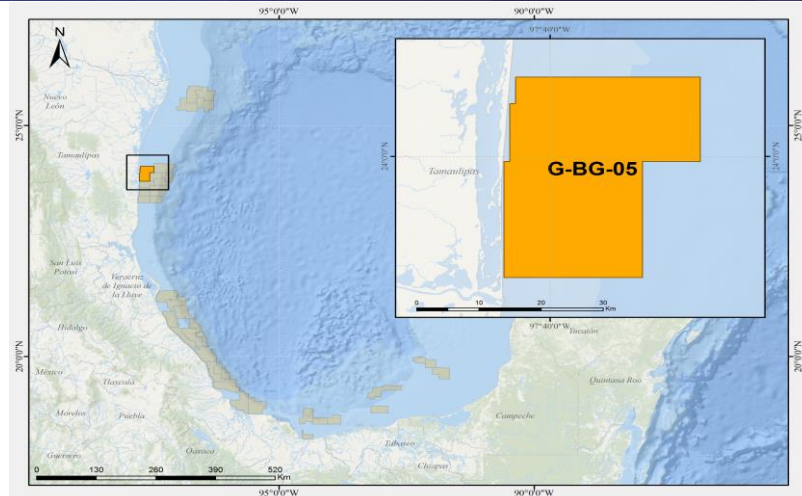 95°0'0"W 90°0'0"W
N
97°40'0"W
Nuevo
León
25°0'0"N
Tamaulipas
24°0'0"N
Tamaulipas
G-BG-05
24°0'0"N
25°0'0"N
San Luis
Potosí
Veracruz
de Ignacio de
la Llave
0 10 20 30
Km
97°40'0"W
Hidalgo
Yucatán
20°0'0"N
20°0'0"N
México
Tlaxcala
Quintana Roo
Morelos
Puebla
Campeche
Tabasco
Guerrero
Oaxaca
Chiapas
0 130 260 390 520
Km
95°0'0"W 90°0'0"W